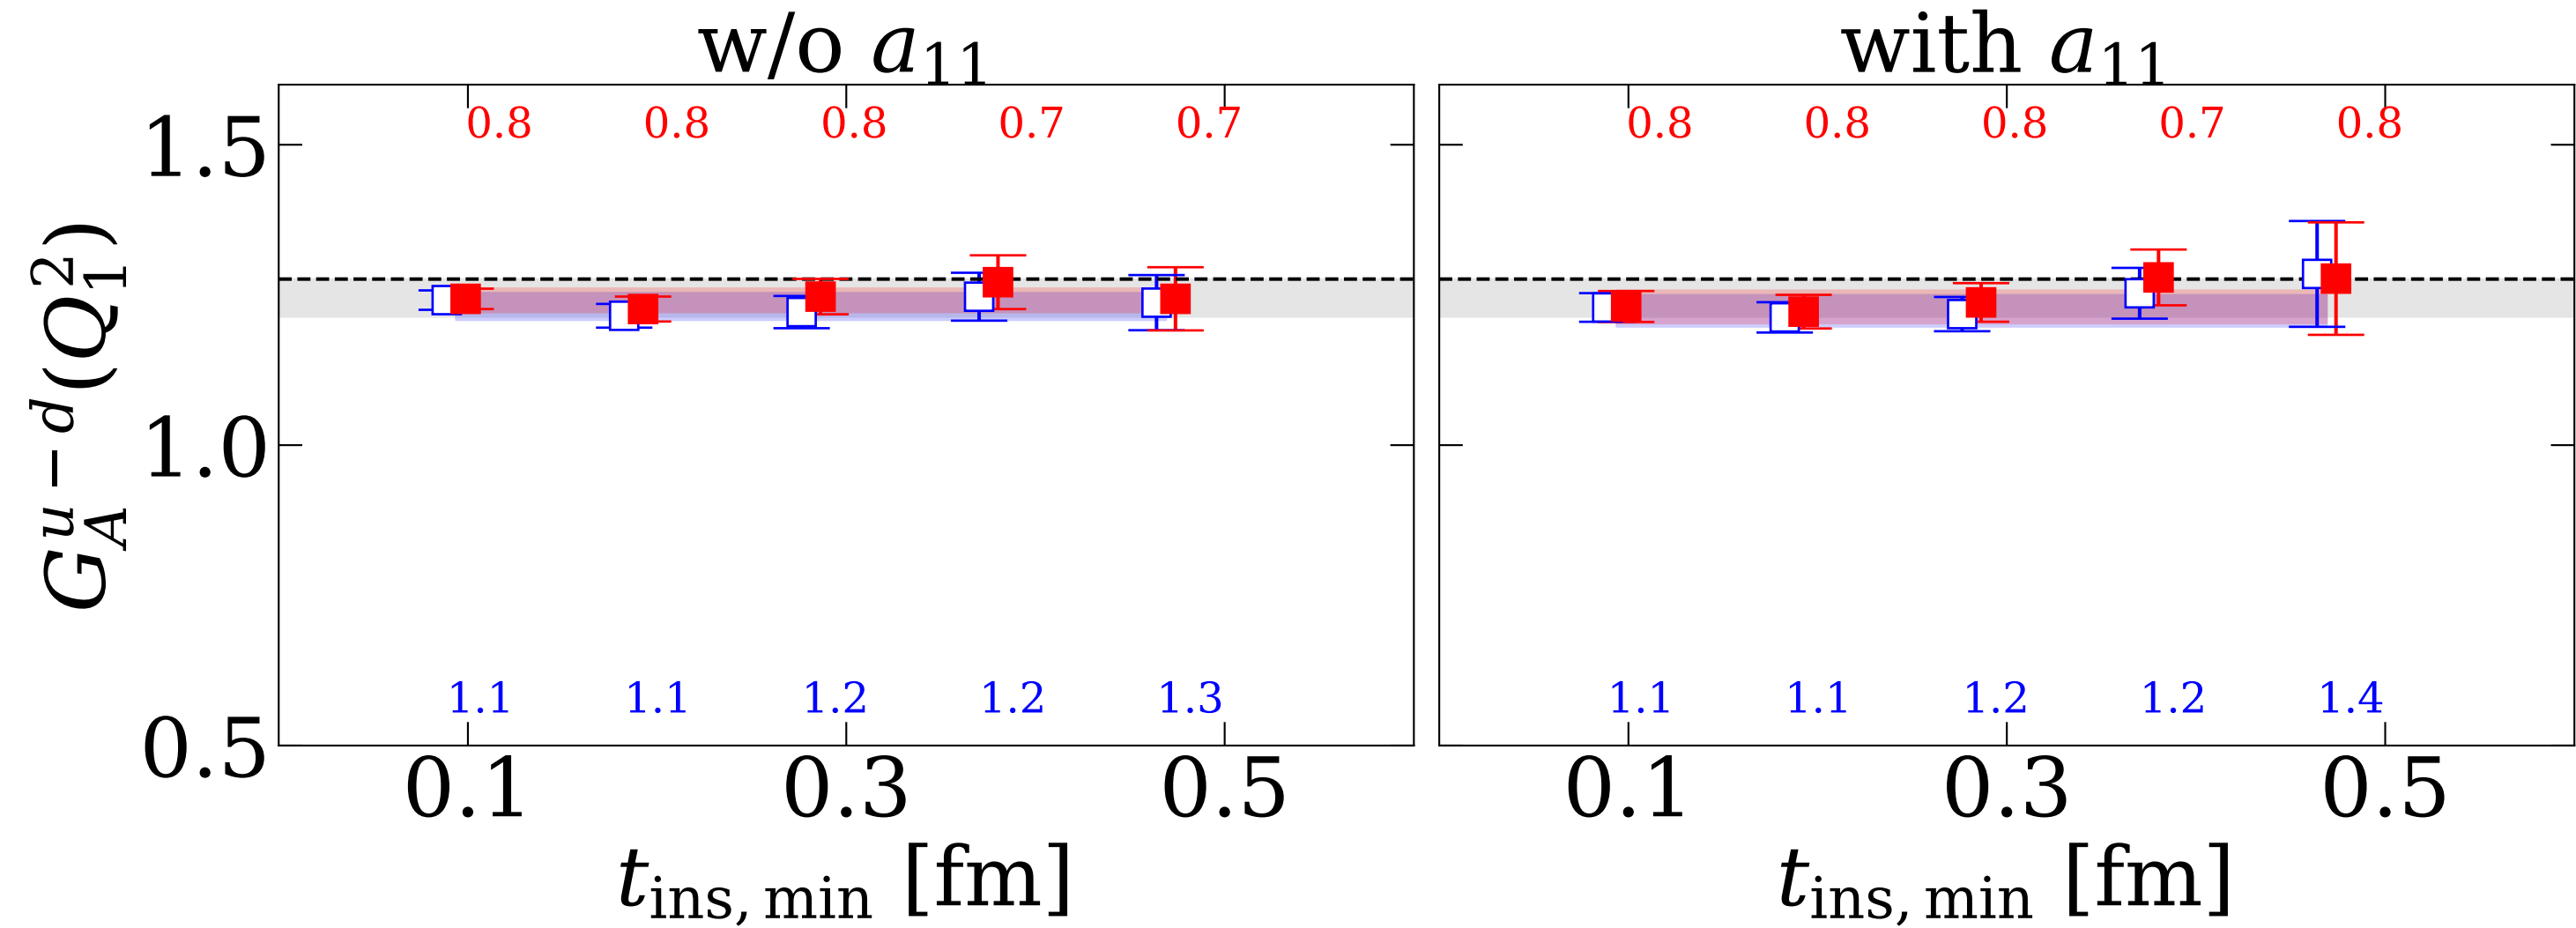 w/o a₁₁
with a₁₁
0.8 0.8 0.8 0.7 0.7
0.8 0.8 0.8 0.7 0.8
1.5
1.0
0.5
G_A^{u−d}(Q₁²)
1.1 1.1 1.2 1.2 1.3
1.1 1.1 1.2 1.2 1.4
0.1 0.3 0.5
0.1 0.3 0.5
t_{ins, min} [fm]
t_{ins, min} [fm]